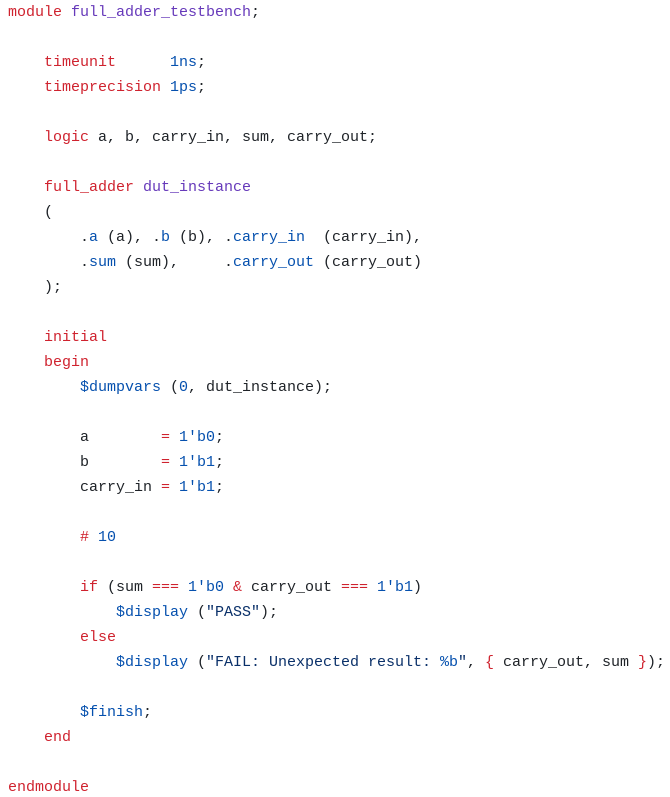 module full_adder_testbench;
    timeunit      1ns;
    timeprecision 1ps;
    logic a, b, carry_in, sum, carry_out;
    full_adder dut_instance
    (
        .a (a), .b (b), .carry_in  (carry_in),
        .sum (sum),     .carry_out (carry_out)
    );
    initial
    begin
        $dumpvars (0, dut_instance);
        a        = 1'b0;
        b        = 1'b1;
        carry_in = 1'b1;
        # 10
        if (sum === 1'b0 & carry_out === 1'b1)
            $display ("PASS");
        else
            $display ("FAIL: Unexpected result: %b", { carry_out, sum });
        $finish;
    end
endmodule